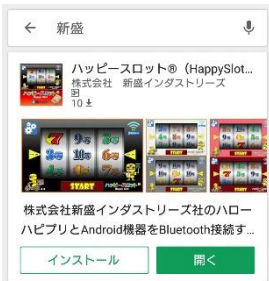 新盛
ハッピースロット®（HappySlot...
株式会社 新盛インダストリーズ
10
START
株式会社新盛インダストリーズ社のハロー
ハピプリとAndroid機器をBluetooth接続す...
インストール
開く